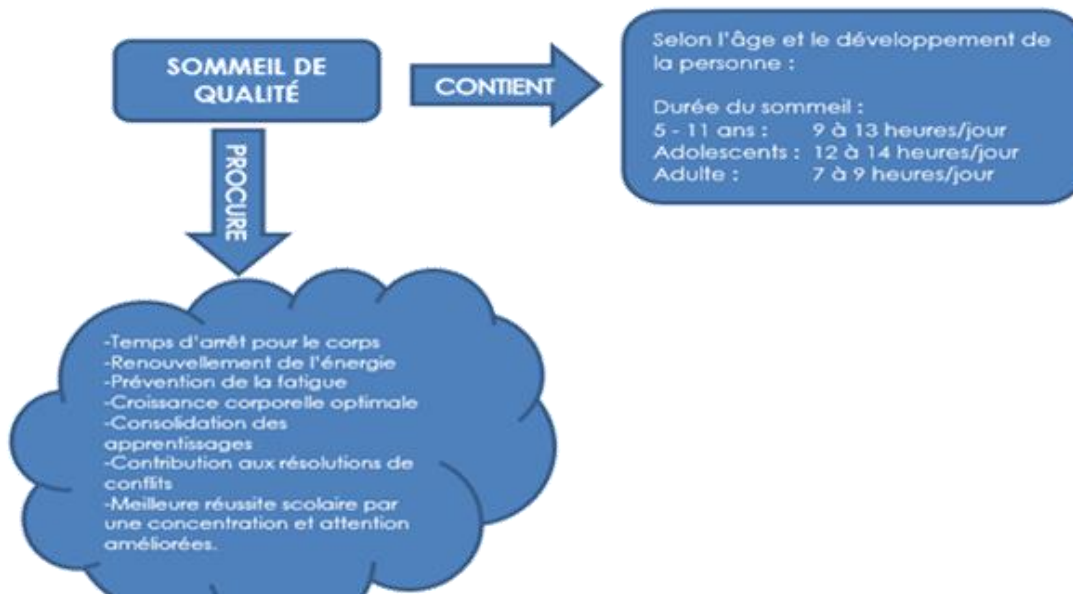 SOMMEIL DE
QUALITÉ
CONTIENT
Selon l'âge et le développement de
la personne :
Durée du sommeil :
5 - 11 ans : 9 à 13 heures/jour
Adolescents : 12 à 14 heures/jour
Adulte : 7 à 9 heures/jour
PROCURE
-Temps d'arrêt pour le corps
-Renouvellement de l'énergie
-Prévention de la fatigue
-Croissance corporelle optimale
-Consolidation des
apprentissages
-Contribution aux résolutions de
conflits
-Meilleure réussite scolaire par
une concentration et attention
améliorées.